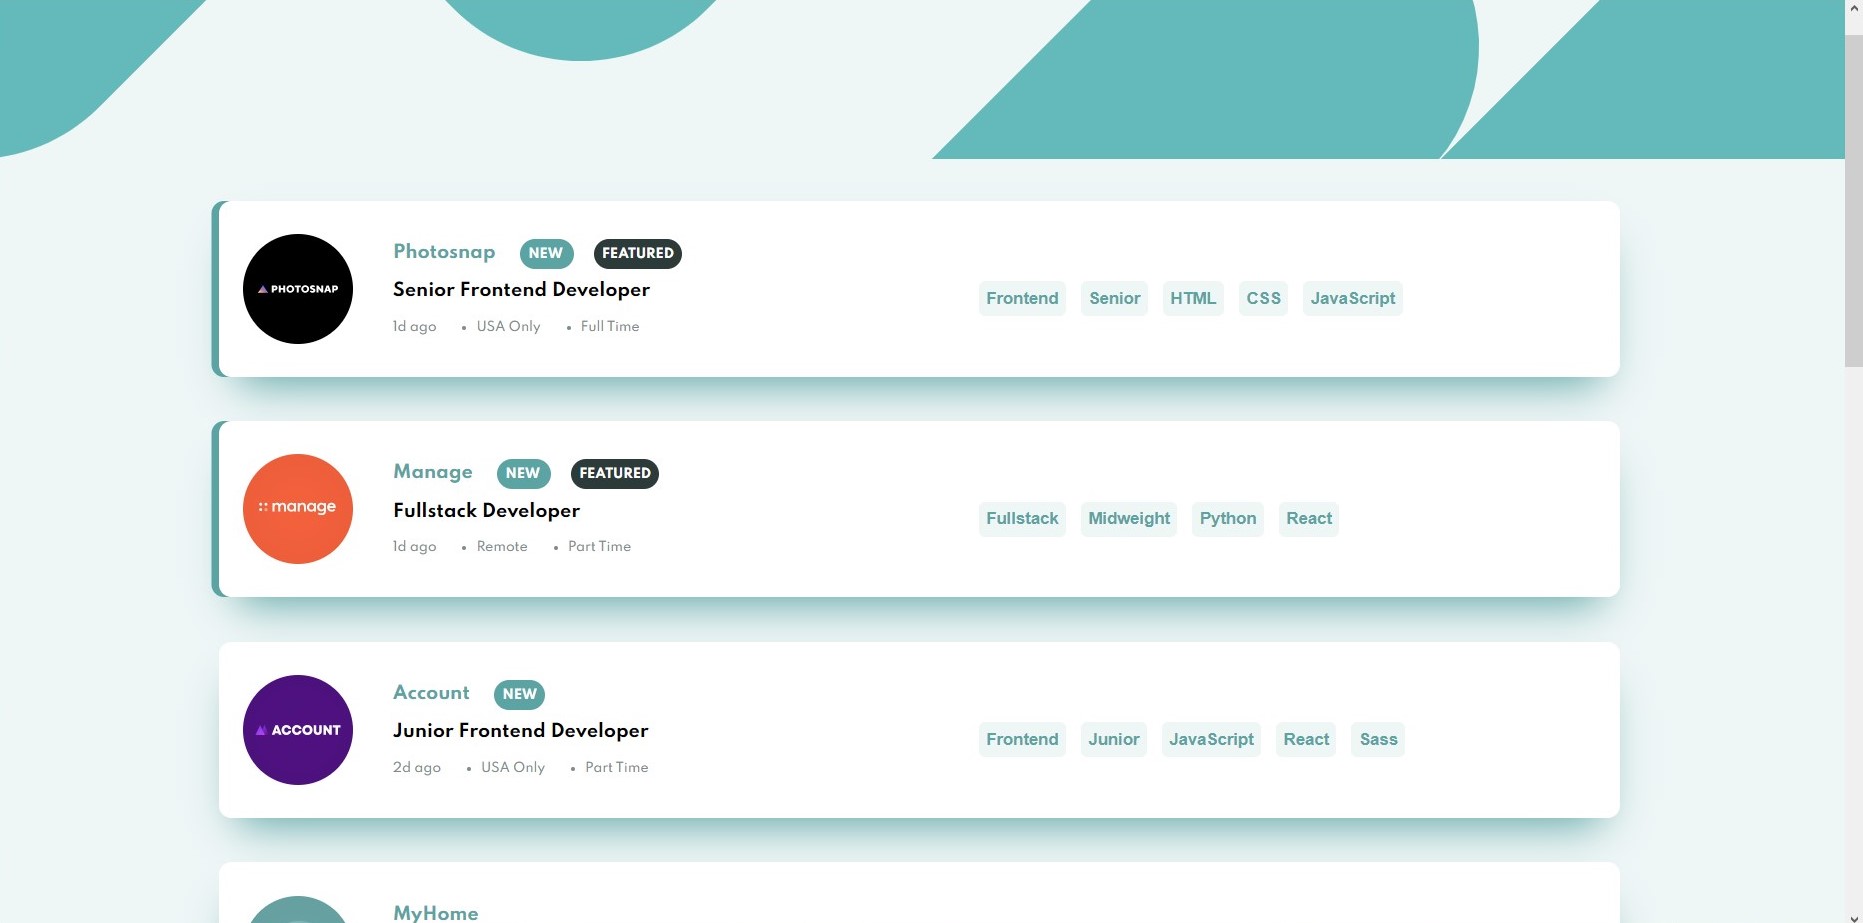 Photosnap NEW FEATURED
PHOTOSNAP
Senior Frontend Developer
1d ago • USA Only • Full Time
Frontend Senior HTML CSS JavaScript
Manage NEW FEATURED
manage
Fullstack Developer
1d ago • Remote • Part Time
Fullstack Midweight Python React
Account NEW
ACCOUNT
Junior Frontend Developer
2d ago • USA Only • Part Time
Frontend Junior JavaScript React Sass
MyHome